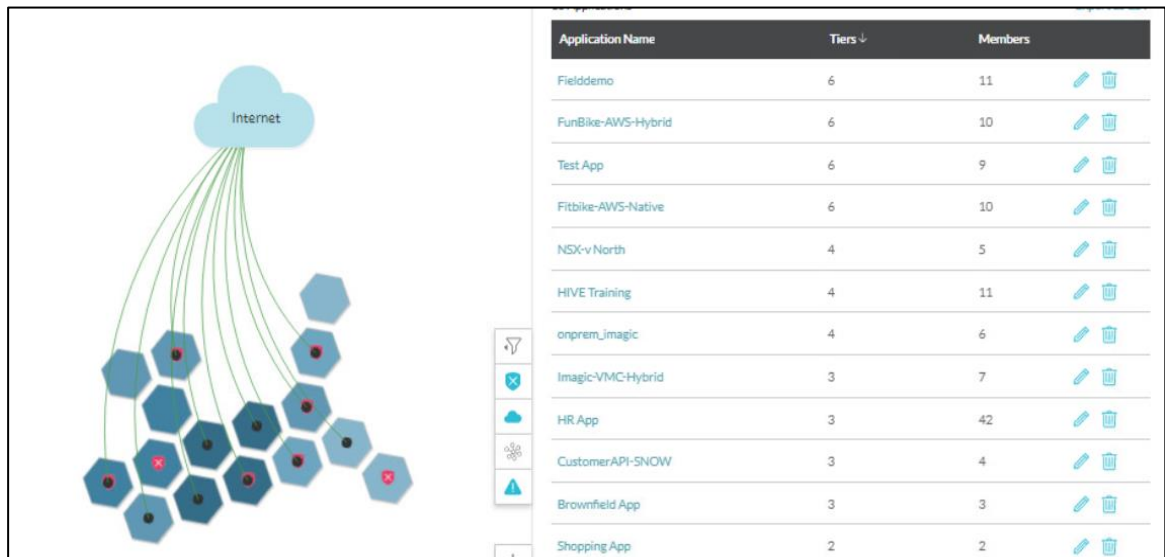 Internet
Application Name Tiers↓ Members
Fielddemo 6 11
FunBike-AWS-Hybrid 6 10
Test App 6 9
Fitbike-AWS-Native 6 10
NSX-v North 4 5
HIVE Training 4 11
onprem_imagic 4 6
Imagic-VMC-Hybrid 3 7
HR App 3 42
CustomerAPI-SNOW 3 4
Brownfield App 3 3
Shopping App 2 2